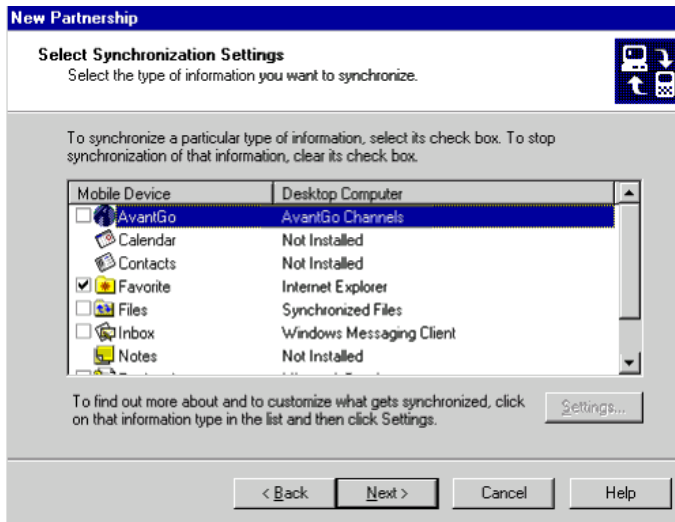 New Partnership
Select Synchronization Settings
Select the type of information you want to synchronize.
To synchronize a particular type of information, select its check box. To stop
synchronization of that information, clear its check box.
Mobile Device Desktop Computer
AvantGo AvantGo Channels
Calendar Not Installed
Contacts Not Installed
Favorite Internet Explorer
Files Synchronized Files
Inbox Windows Messaging Client
Notes Not Installed
To find out more about and to customize what gets synchronized, click
on that information type in the list and then click Settings.
Settings...
< Back Next > Cancel Help